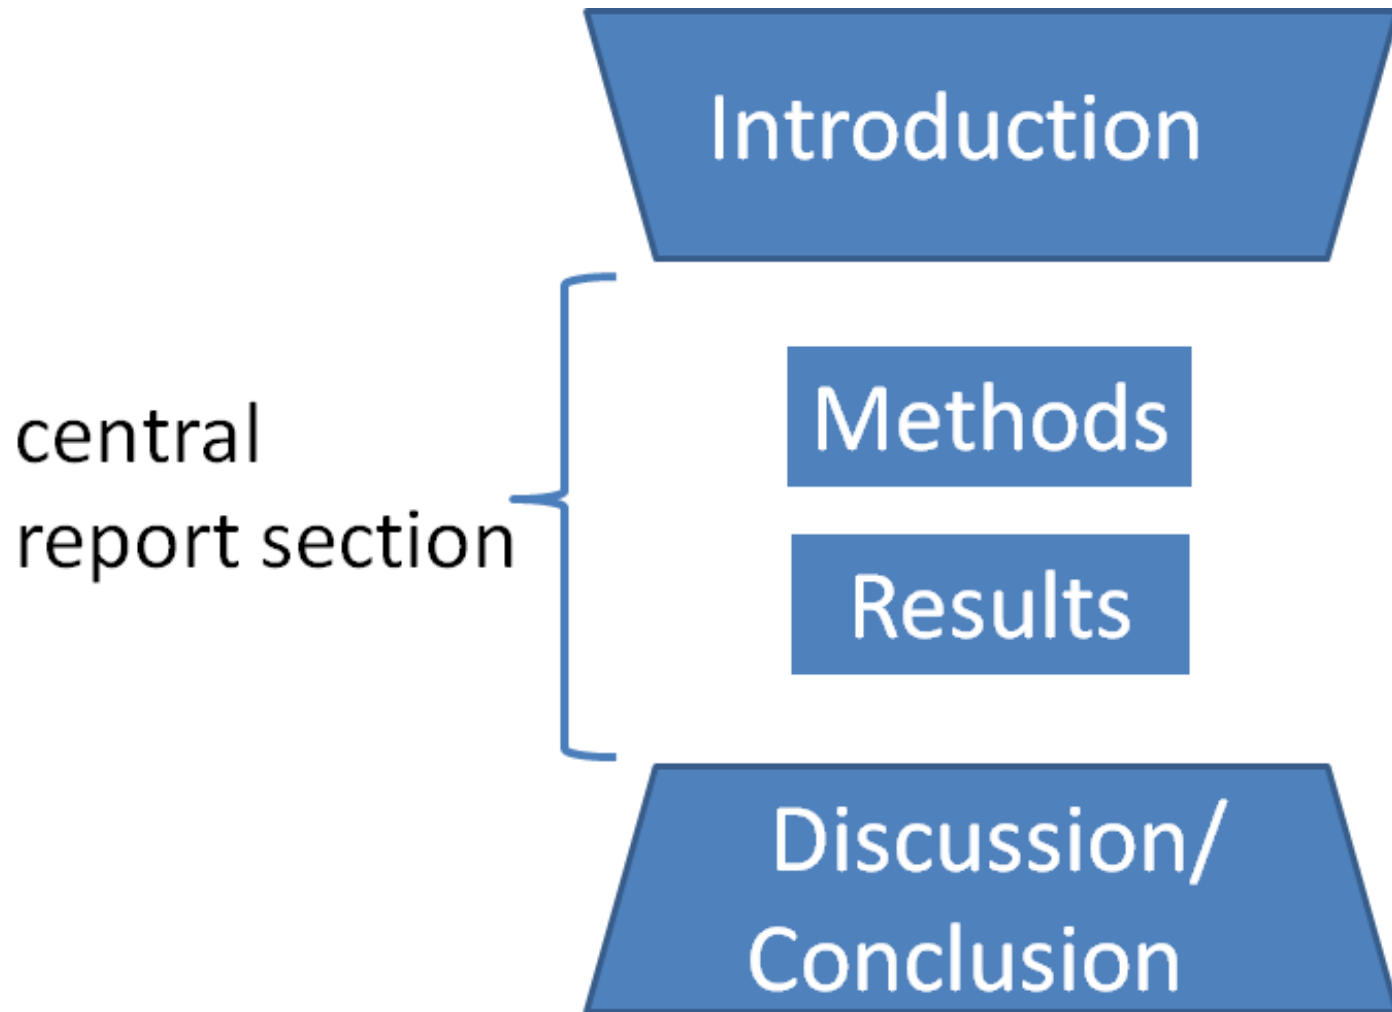 Introduction
central
report section
Methods
Results
Discussion/
Conclusion